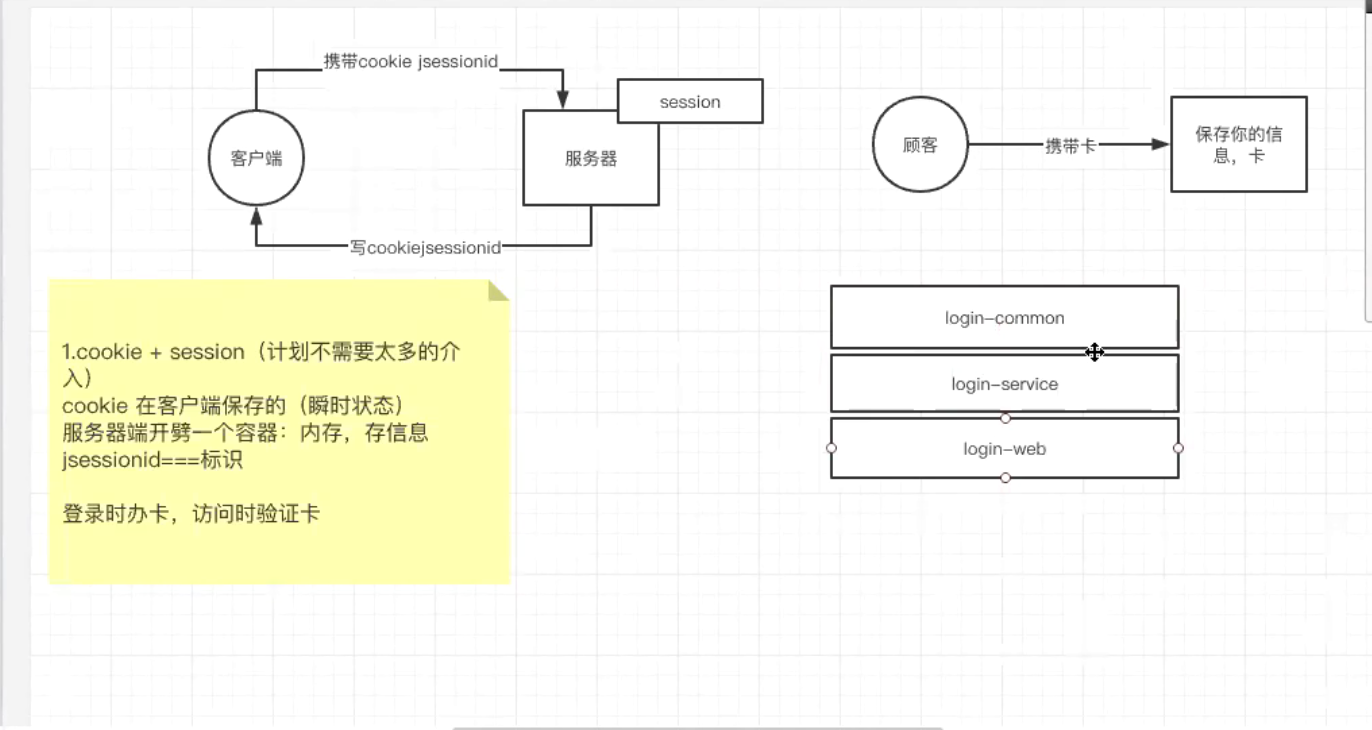 携带cookie jsessionid
session
客户端
服务器
写cookiejsessionid
顾客
携带卡
保存你的信
息，卡
1.cookie + session（计划不需要太多的介
入）
cookie 在客户端保存的（瞬时状态）
服务器端开劈一个容器：内存，存信息
jsessionid===标识
登录时办卡，访问时验证卡
login-common
login-service
login-web